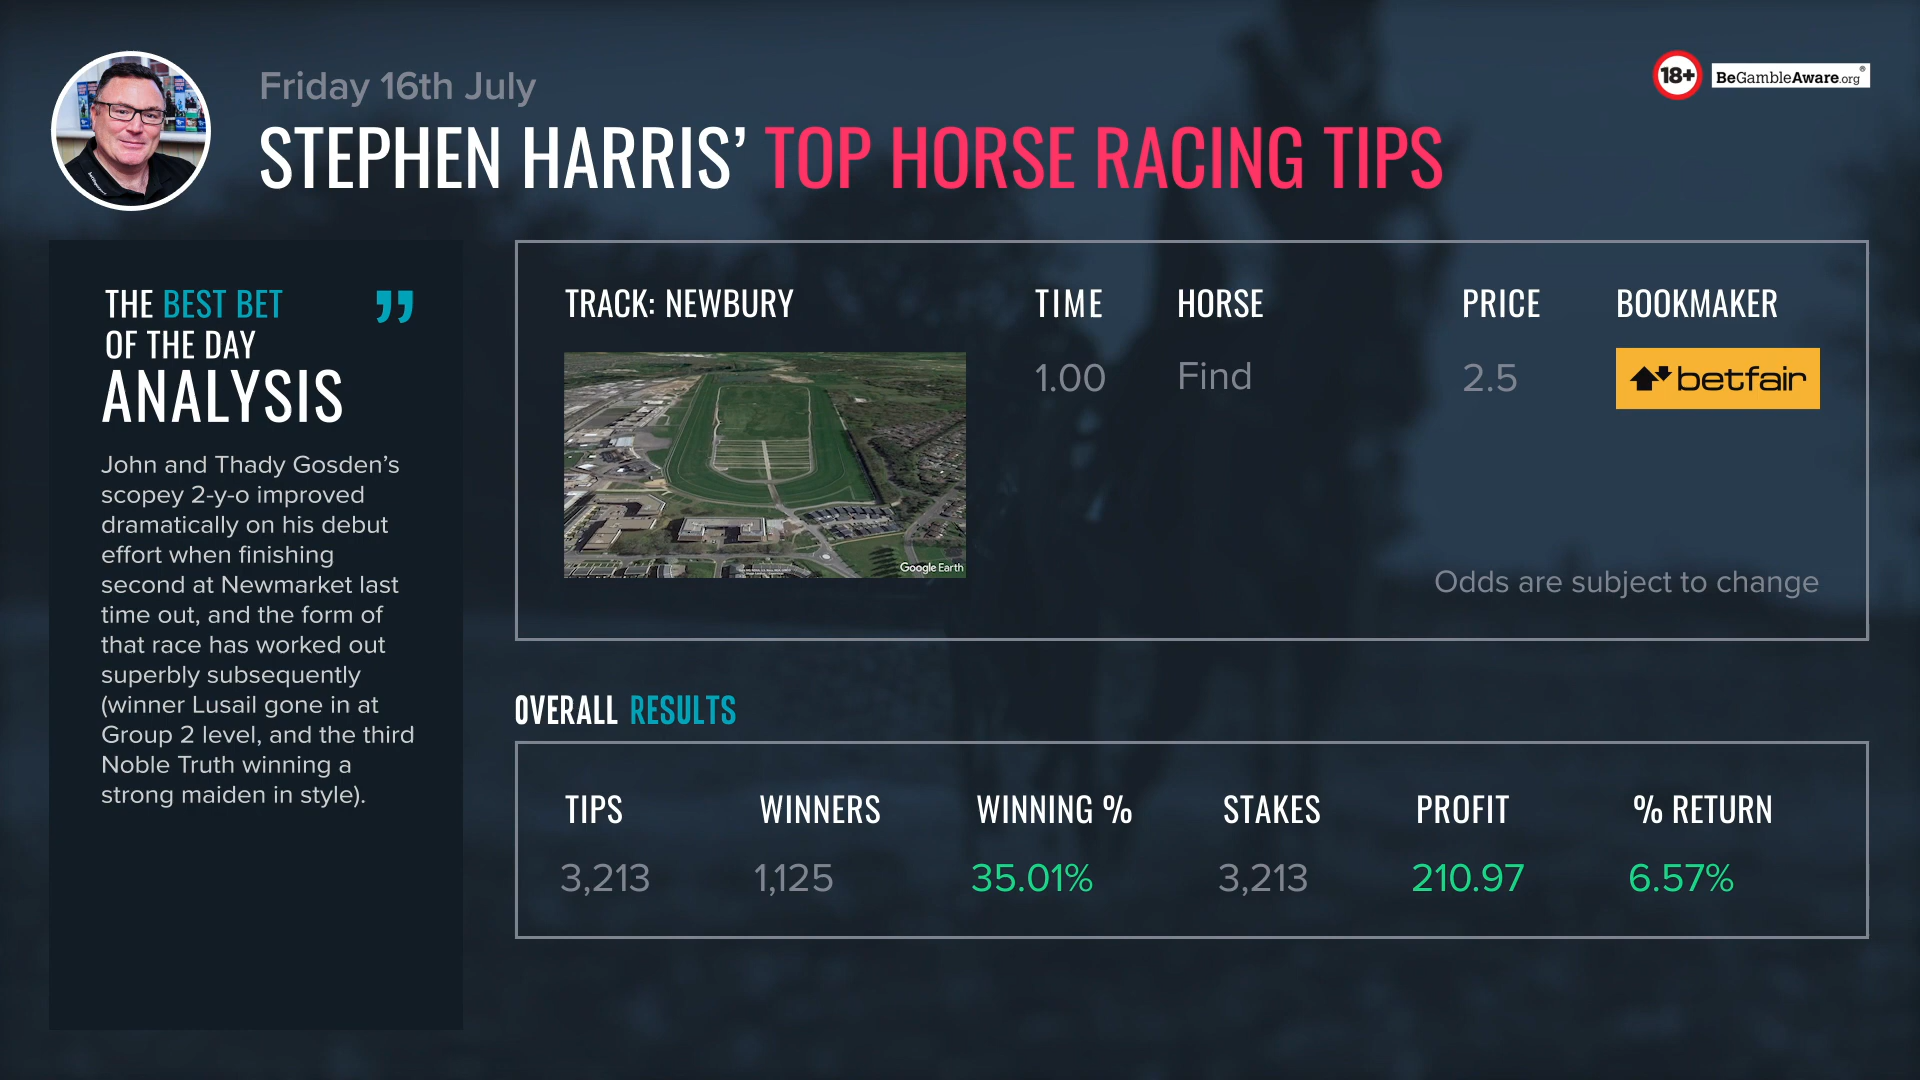 Friday 16th July
STEPHEN HARRIS’ TOP HORSE RACING TIPS
18+
BeGambleAware.org®
THE BEST BET ”
OF THE DAY
ANALYSIS
John and Thady Gosden’s
scopey 2-y-o improved
dramatically on his debut
effort when finishing
second at Newmarket last
time out, and the form of
that race has worked out
superbly subsequently
(winner Lusail gone in at
Group 2 level, and the third
Noble Truth winning a
strong maiden in style).
TRACK: NEWBURY TIME HORSE PRICE BOOKMAKER
1.00 Find 2.5 betfair
Google Earth
Odds are subject to change
OVERALL RESULTS
TIPS WINNERS WINNING % STAKES PROFIT % RETURN
3,213 1,125 35.01% 3,213 210.97 6.57%